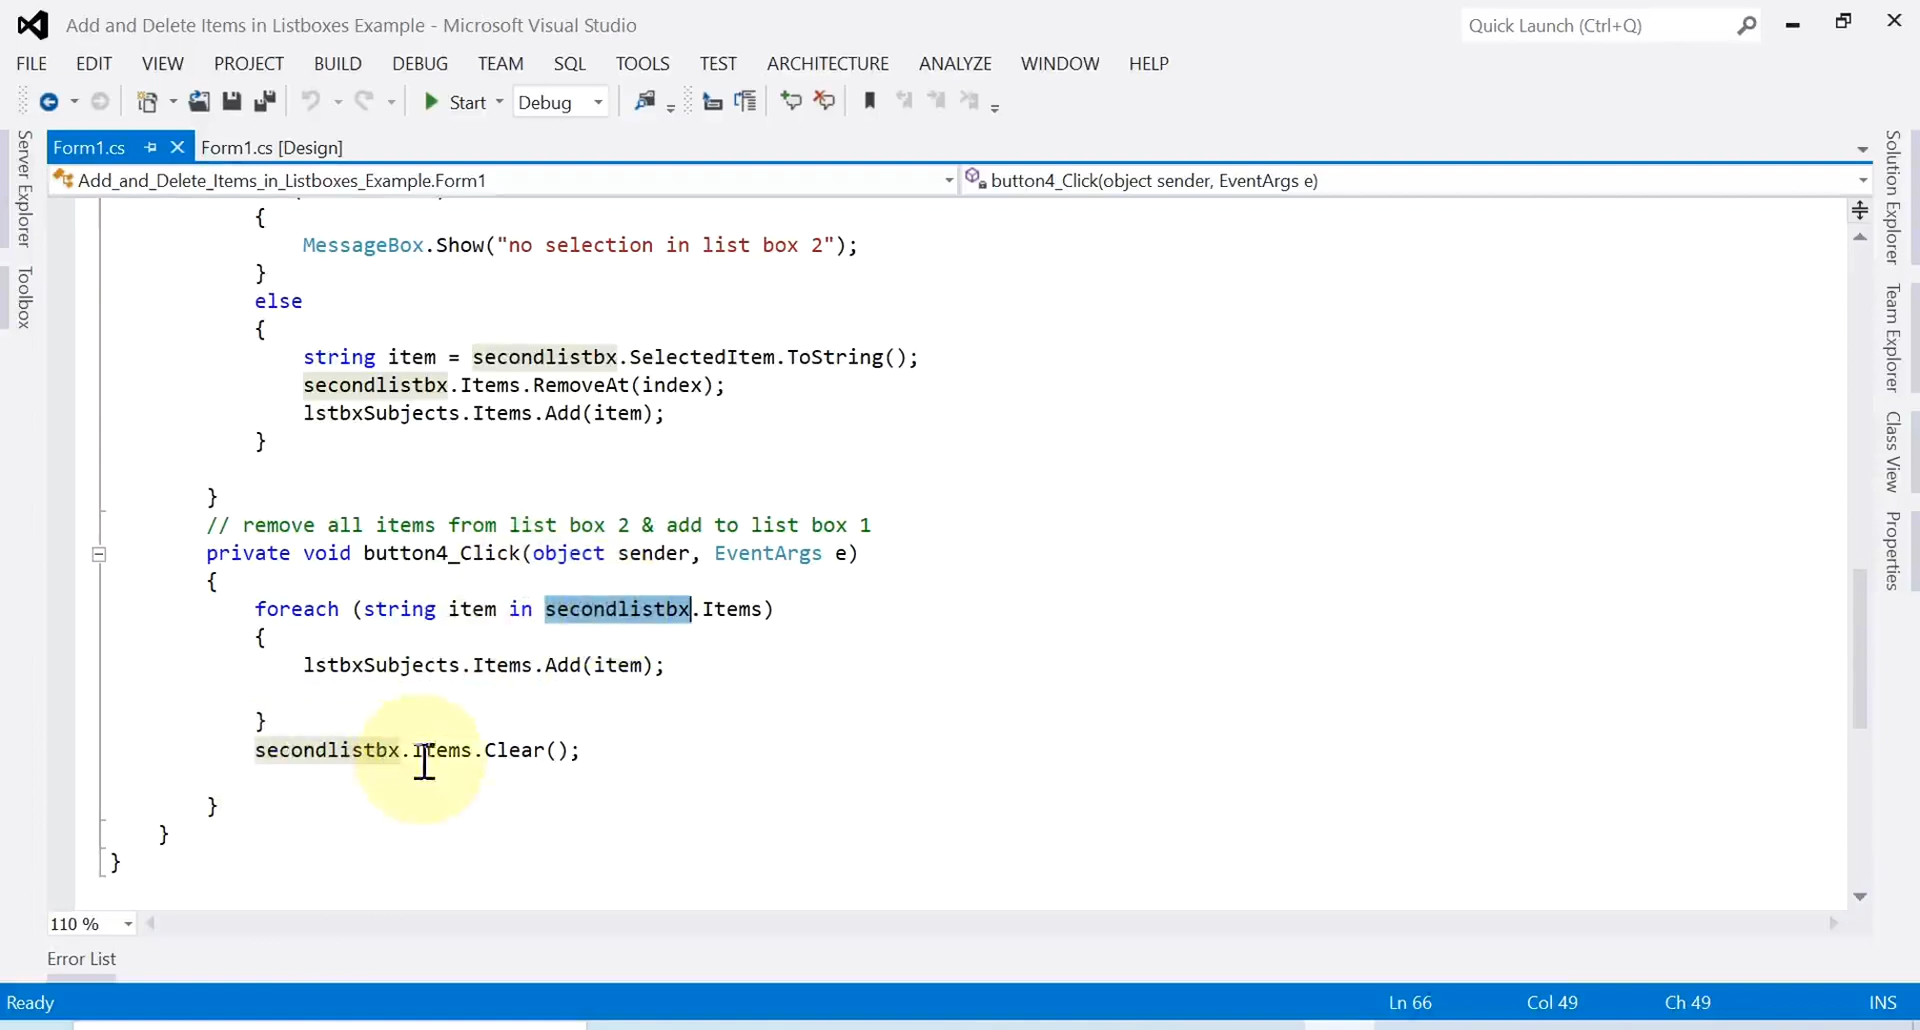 Add and Delete Items in Listboxes Example - Microsoft Visual Studio
Quick Launch (Ctrl+Q)
FILE EDIT VIEW PROJECT BUILD DEBUG TEAM SQL TOOLS TEST ARCHITECTURE ANALYZE WINDOW HELP
Start Debug
Server Explorer
Toolbox
Form1.cs
Form1.cs [Design]
Add_and_Delete_Items_in_Listboxes_Example.Form1
button4_Click(object sender, EventArgs e)
{
MessageBox.Show("no selection in list box 2");
}
else
{
string item = secondlistbx.SelectedItem.ToString();
secondlistbx.Items.RemoveAt(index);
lstbxSubjects.Items.Add(item);
}
}
// remove all items from list box 2 & add to list box 1
private void button4_Click(object sender, EventArgs e)
{
foreach (string item in secondlistbx.Items)
{
lstbxSubjects.Items.Add(item);
}
secondlistbx.Items.Clear();
}
}
}
Solution Explorer
Team Explorer
Class View
Properties
110 %
Error List
Ready
Ln 66
Col 49
Ch 49
INS